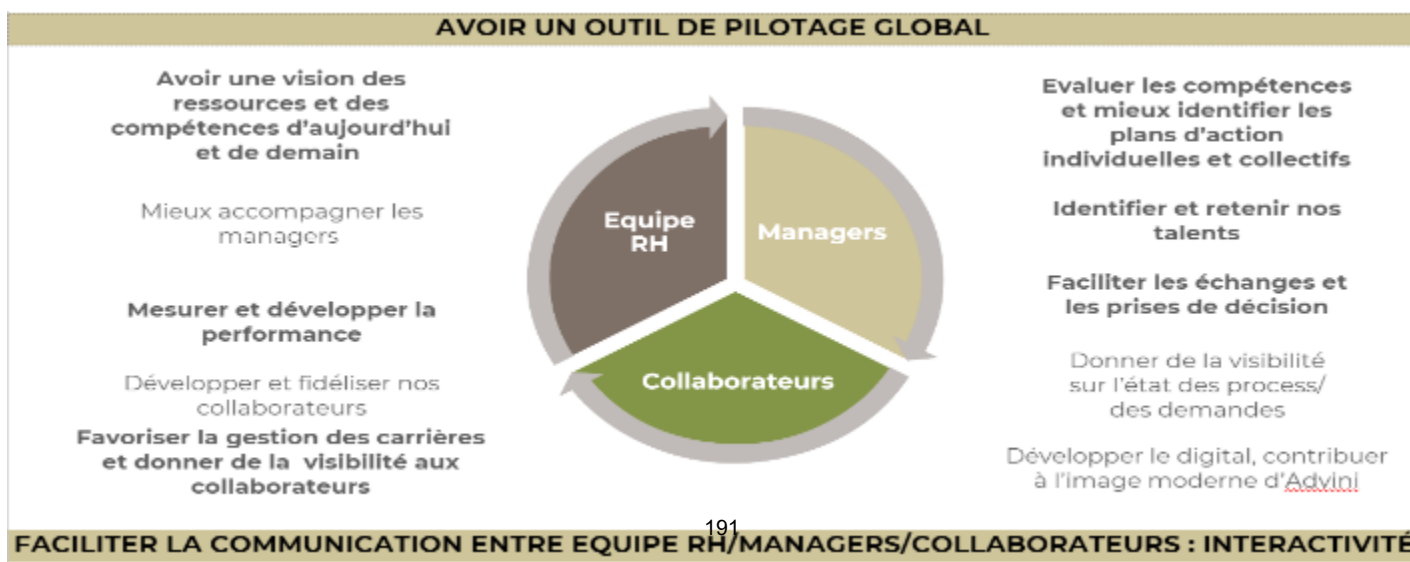 AVOIR UN OUTIL DE PILOTAGE GLOBAL
Avoir une vision des
ressources et des
compétences d'aujourd'hui
et de demain
Mieux accompagner les
managers
Mesurer et développer la
performance
Développer et fidéliser nos
collaborateurs
Favoriser la gestion des carrières
et donner de la visibilité aux
collaborateurs
Equipe
RH
Managers
Collaborateurs
Evaluer les compétences
et mieux identifier les
plans d'action
individuelles et collectifs
Identifier et retenir nos
talents
Faciliter les échanges et
les prises de décision
Donner de la visibilité
sur l'état des process/
des demandes
Développer le digital, contribuer
à l'image moderne d'Advini
191
FACILITER LA COMMUNICATION ENTRE EQUIPE RH/MANAGERS/COLLABORATEURS : INTERACTIVITÉ